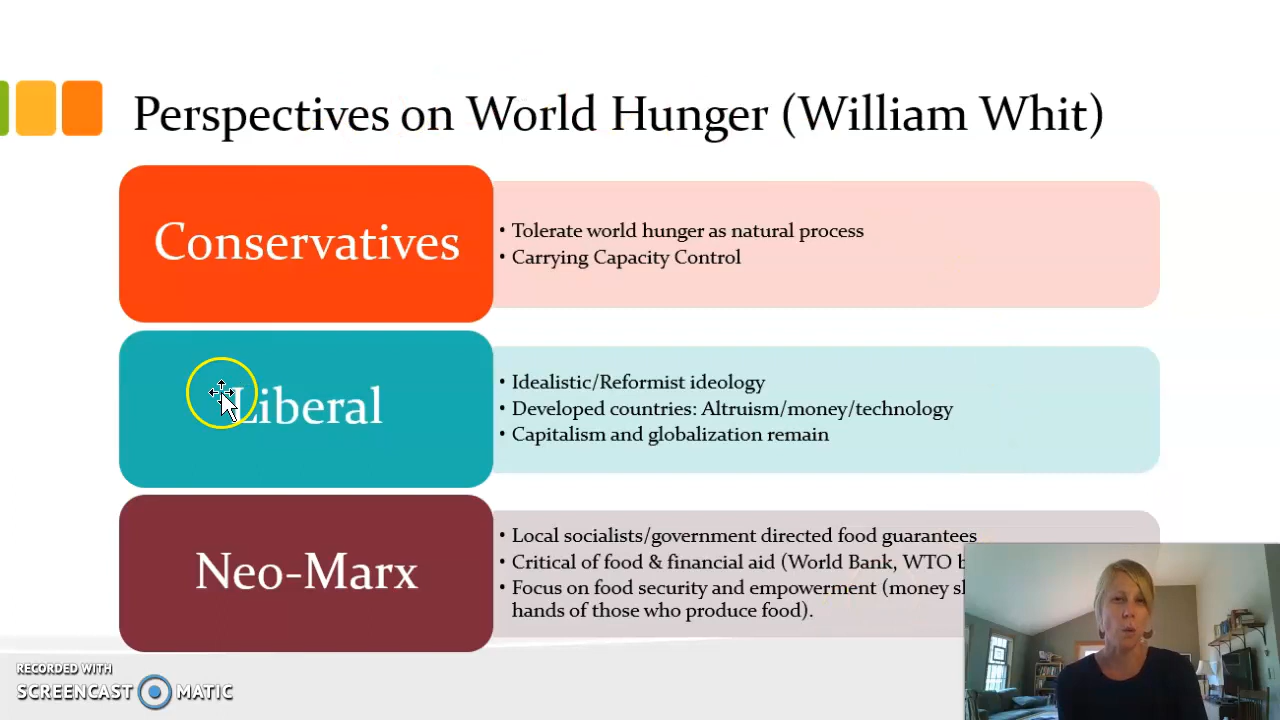 Perspectives on World Hunger (William Whit)
Conservatives
• Tolerate world hunger as natural process
• Carrying Capacity Control
Liberal
• Idealistic/Reformist ideology
• Developed countries: Altruism/money/technology
• Capitalism and globalization remain
Neo-Marx
• Local socialists/government directed food guarantees
• Critical of food & financial aid (World Bank, WTO
• Focus on food security and empowerment (money
hands of those who produce food).
RECORDED WITH
SCREENCAST MATIC